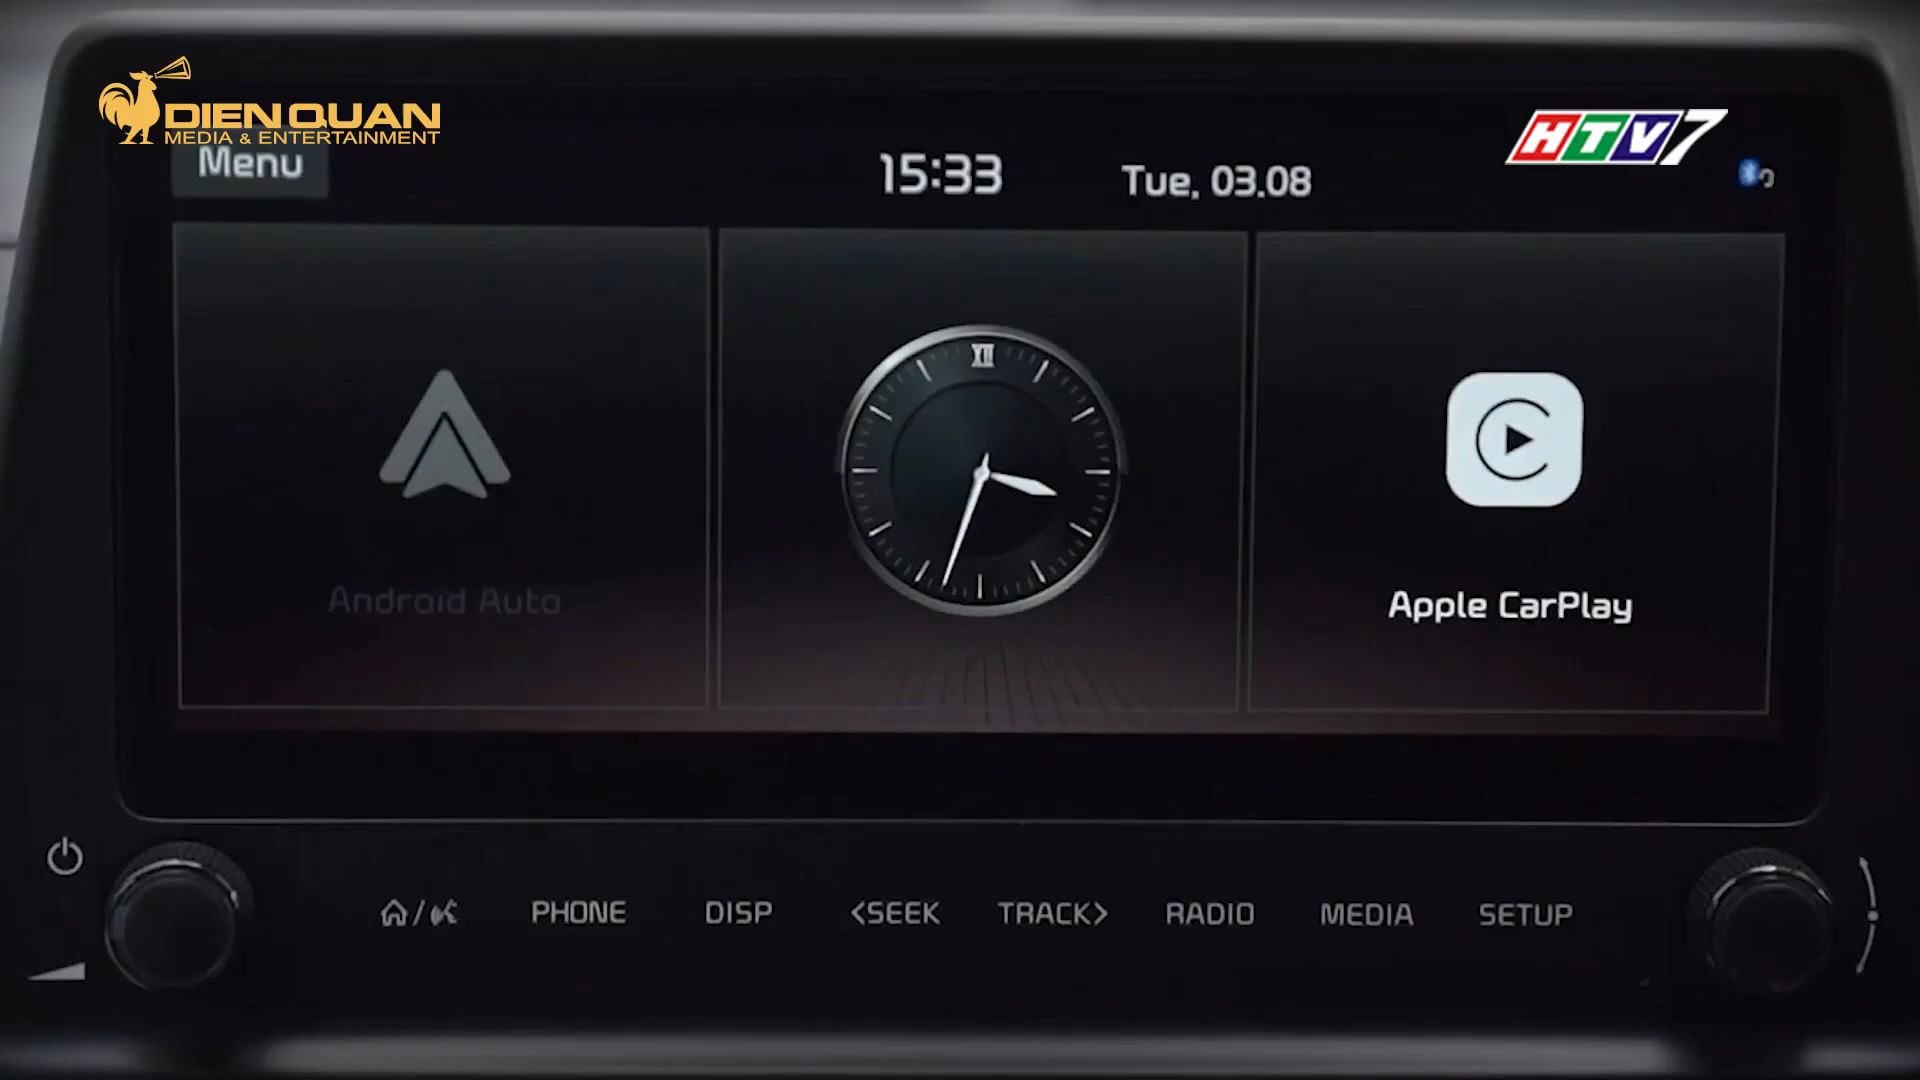 DIEN QUAN
MEDIA & ENTERTAINMENT
HTV7
Menu
15:33
Tue, 03.08
XII
Android Auto
Apple CarPlay
PHONE
DISP
<SEEK
TRACK>
RADIO
MEDIA
SETUP